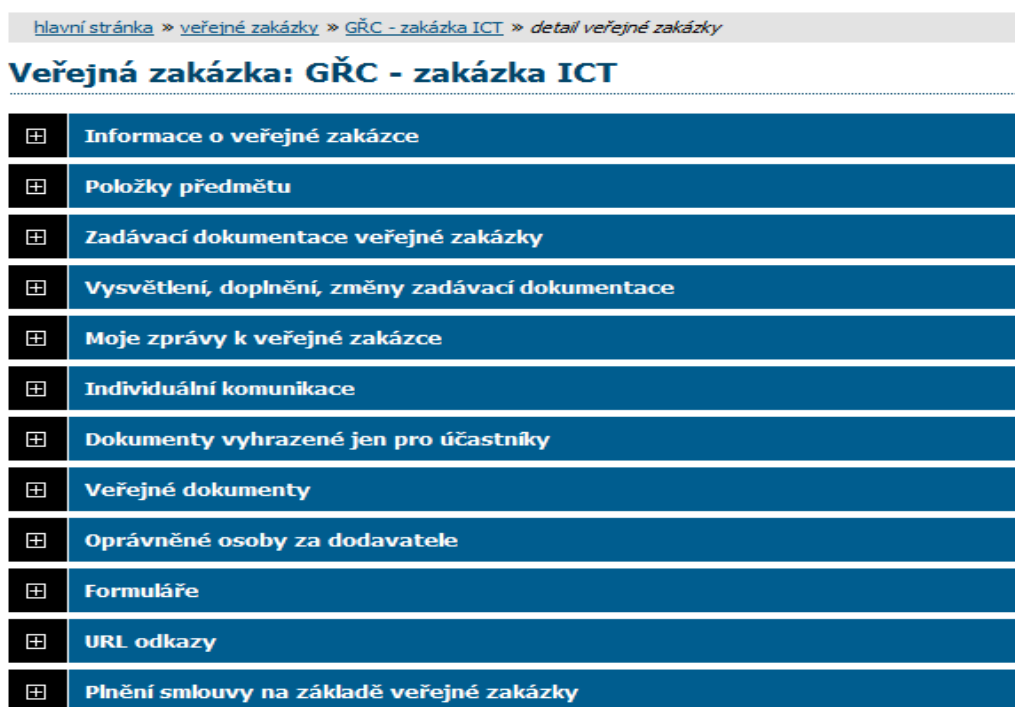 hlavní stránka » veřejné zakázky » GŘC - zakázka ICT » detail veřejné zakázky
Veřejná zakázka: GŘC - zakázka ICT
Informace o veřejné zakázce
Položky předmětu
Zadávací dokumentace veřejné zakázky
Vysvětlení, doplnění, změny zadávací dokumentace
Moje zprávy k veřejné zakázce
Individuální komunikace
Dokumenty vyhrazené jen pro účastníky
Veřejné dokumenty
Oprávněné osoby za dodavatele
Formuláře
URL odkazy
Plnění smlouvy na základě veřejné zakázky